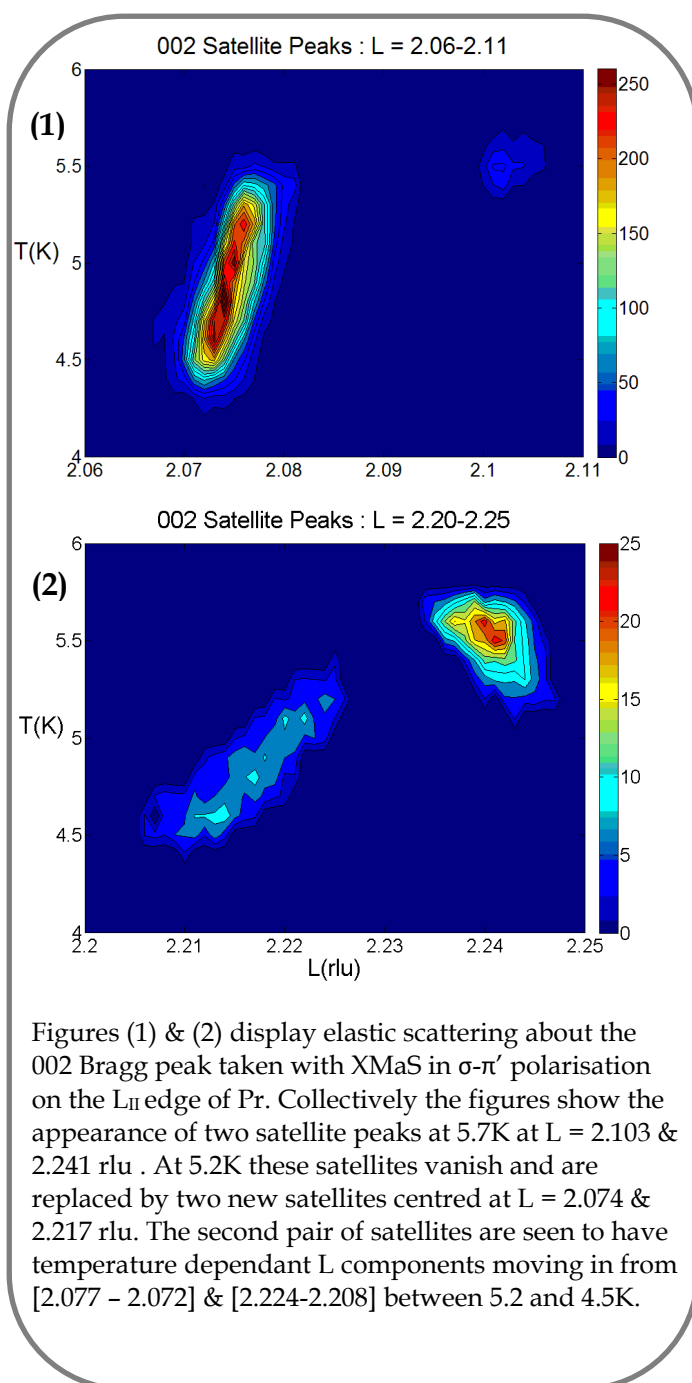 002 Satellite Peaks : L = 2.06-2.11
(1)
T(K)
6
5.5
5
4.5
4
2.06 2.07 2.08 2.09 2.1 2.11
250
200
150
100
50
0
002 Satellite Peaks : L = 2.20-2.25
(2)
T(K)
6
5.5
5
4.5
4
2.2 2.21 2.22 2.23 2.24 2.25
L(rlu)
25
20
15
10
5
0
Figures (1) & (2) display elastic scattering about the
002 Bragg peak taken with XMaS in σ-π′ polarisation
on the LII edge of Pr. Collectively the figures show the
appearance of two satellite peaks at 5.7K at L = 2.103 &
2.241 rlu . At 5.2K these satellites vanish and are
replaced by two new satellites centred at L = 2.074 &
2.217 rlu. The second pair of satellites are seen to have
temperature dependant L components moving in from
[2.077 – 2.072] & [2.224-2.208] between 5.2 and 4.5K.